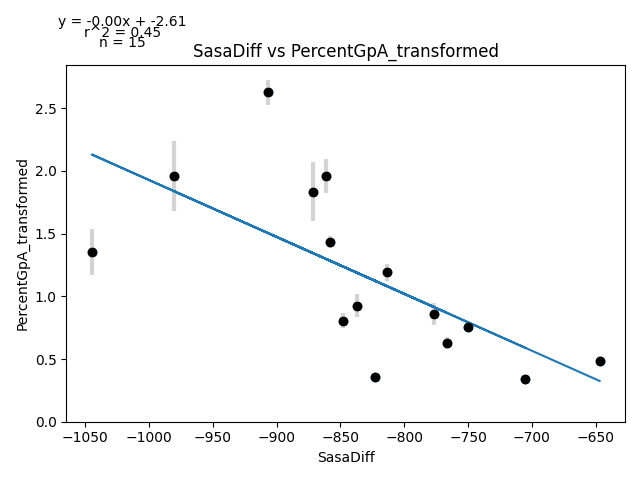 y = -0.00x + -2.61
r^2 = 0.45
n = 15
SasaDiff vs PercentGpA_transformed
PercentGpA_transformed
2.5
2.0
1.5
1.0
0.5
0.0
−1050 −1000 −950 −900 −850 −800 −750 −700 −650
SasaDiff